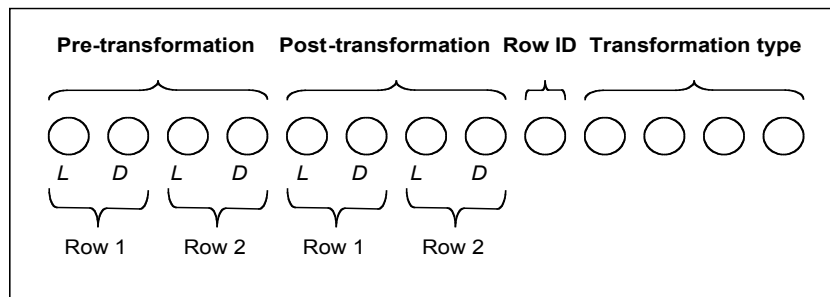 Pre-transformation Post-transformation Row ID Transformation type
L D L D L D L D
Row 1 Row 2 Row 1 Row 2